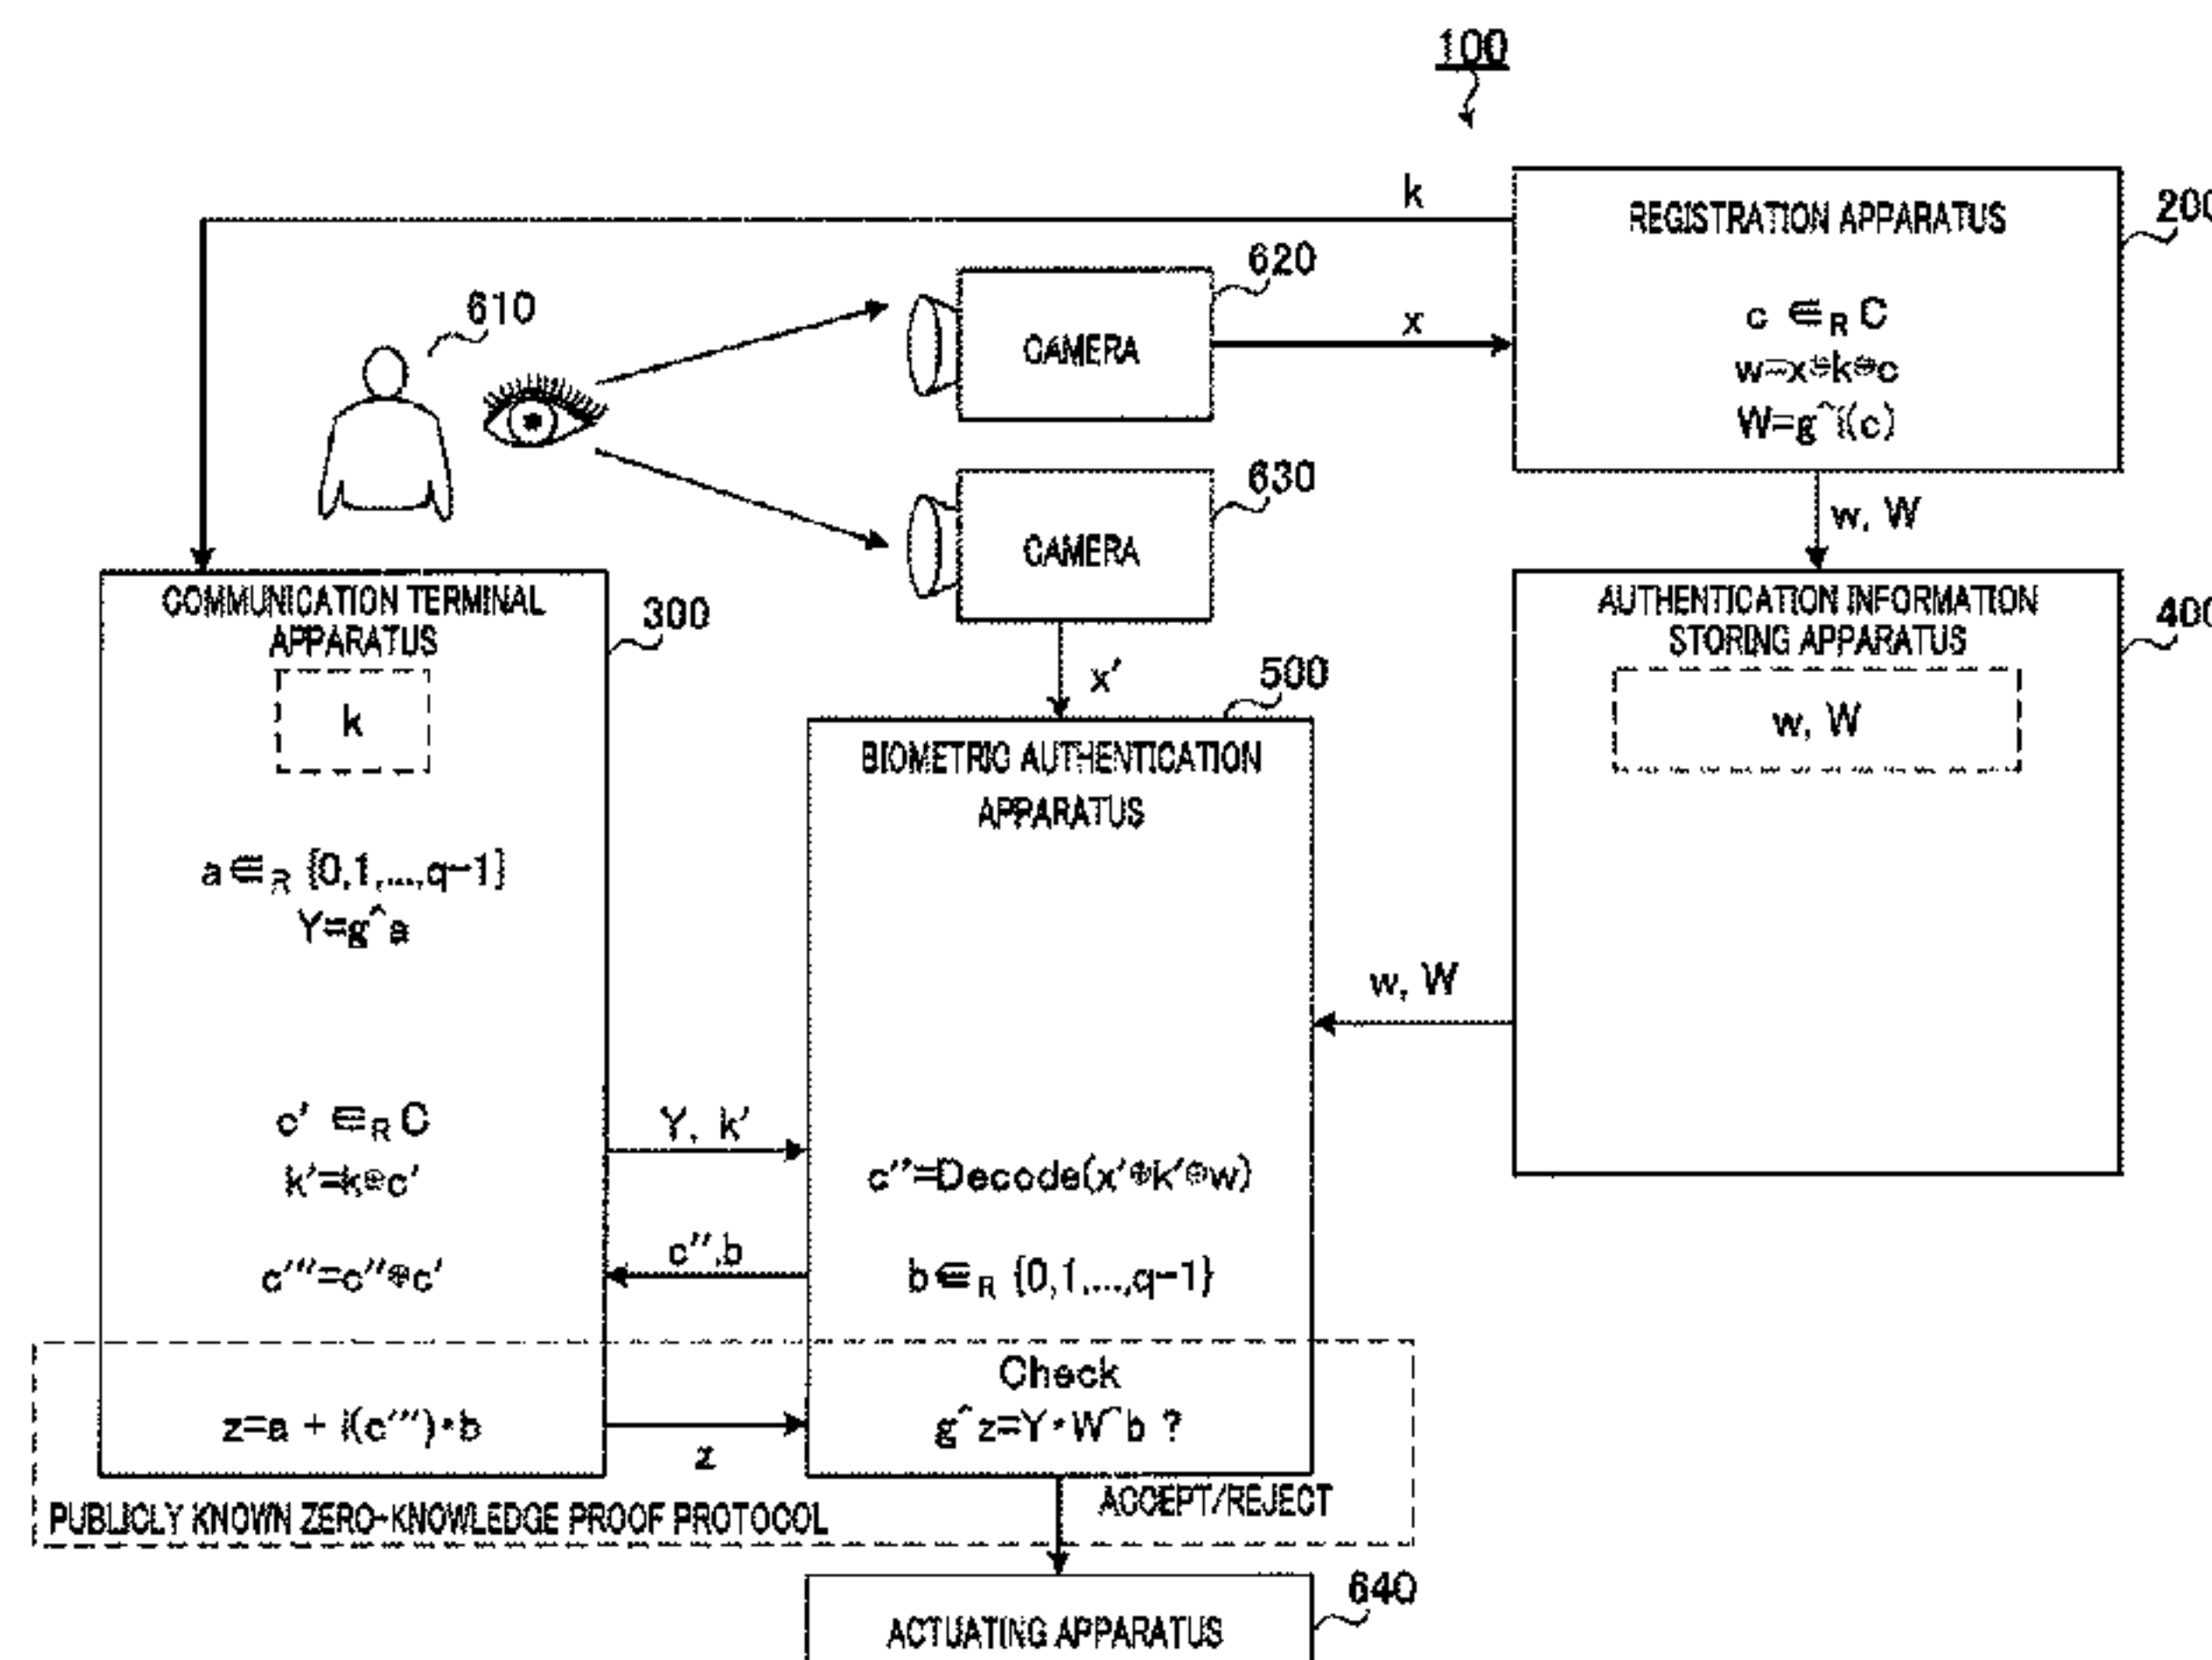 100
k
REGISTRATION APPARATUS
200
c ∈R C
w=x⊕k⊕c
W=g^i(c)
610
620
CAMERA
x
630
CAMERA
w, W
COMMUNICATION TERMINAL
APPARATUS
300
k
a∈R {0,1,...,q-1}
Y=g^a
c' ∈R C
k'=k⊕c'
c'''=c''⊕c'
z=a + i(c''')・b
x'
500
BIOMETRIC AUTHENTICATION
APPARATUS
AUTHENTICATION INFORMATION
STORING APPARATUS
400
w, W
w, W
Y, k'
c''=Decode(x'⊕k'⊕w)
c'',b
b∈R {0,1,...,q-1}
Check
g^z=Y・W^b ?
z
ACCEPT/REJECT
PUBLICLY KNOWN ZERO-KNOWLEDGE PROOF PROTOCOL
640
ACTUATING APPARATUS